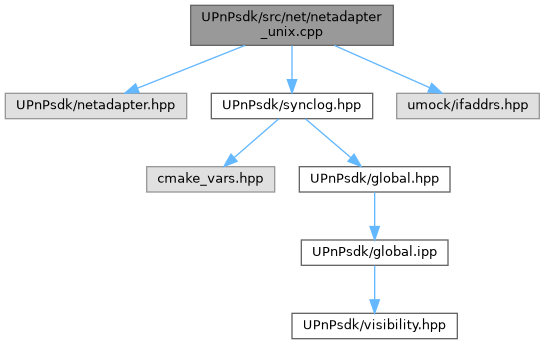 UPnPsdk/src/net/netadapter
_unix.cpp
UPnPsdk/netadapter.hpp
UPnPsdk/synclog.hpp
umock/ifaddrs.hpp
cmake_vars.hpp
UPnPsdk/global.hpp
UPnPsdk/global.ipp
UPnPsdk/visibility.hpp